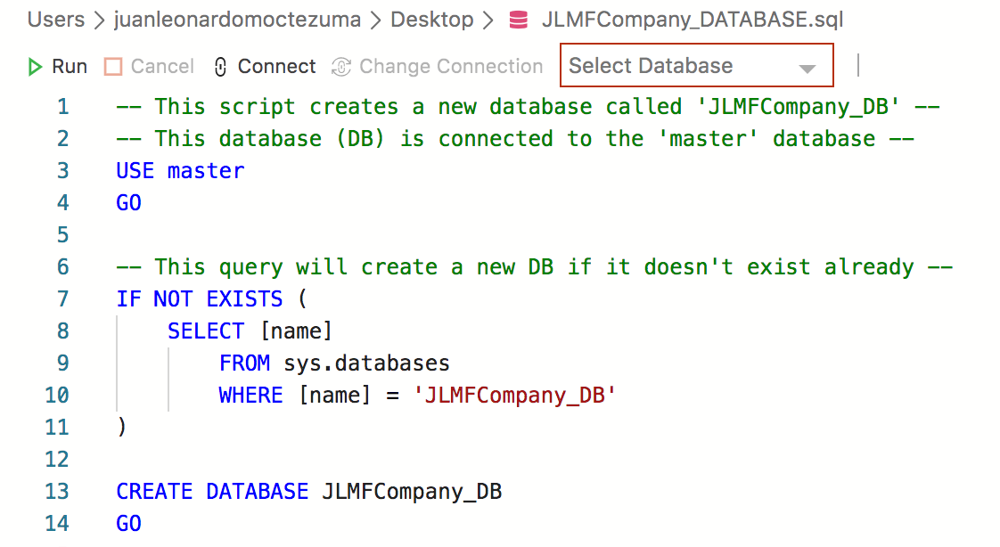 Users > juanleonardomoctezuma > Desktop > JLMFCompany_DATABASE.sql
Run Cancel Connect Change Connection Select Database
1 -- This script creates a new database called 'JLMFCompany_DB' --
2 -- This database (DB) is connected to the 'master' database --
3 USE master
4 GO
5
6 -- This query will create a new DB if it doesn't exist already --
7 IF NOT EXISTS (
8 SELECT [name]
9 FROM sys.databases
10 WHERE [name] = 'JLMFCompany_DB'
11 )
12
13 CREATE DATABASE JLMFCompany_DB
14 GO